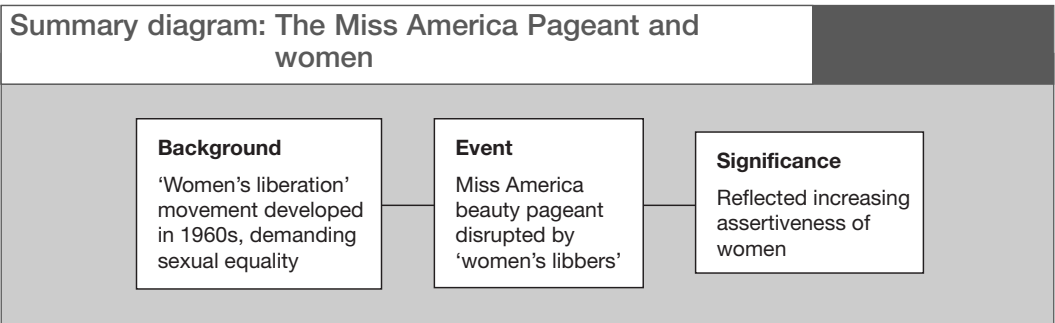 Summary diagram: The Miss America Pageant and
women
Background
‘Women’s liberation’
movement developed
in 1960s, demanding
sexual equality
Event
Miss America
beauty pageant
disrupted by
‘women’s libbers’
Significance
Reflected increasing
assertiveness of
women